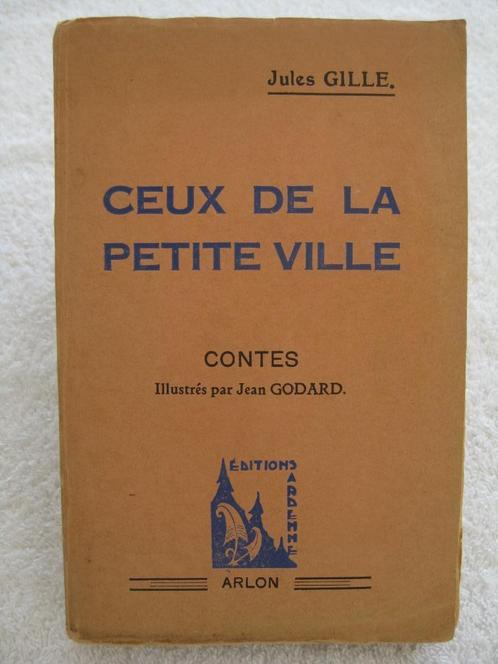 Jules GILLE.
CEUX DE LA
PETITE VILLE
CONTES
Illustrés par Jean GODARD.
ÉDITIONS
ARDENNE
ARLON